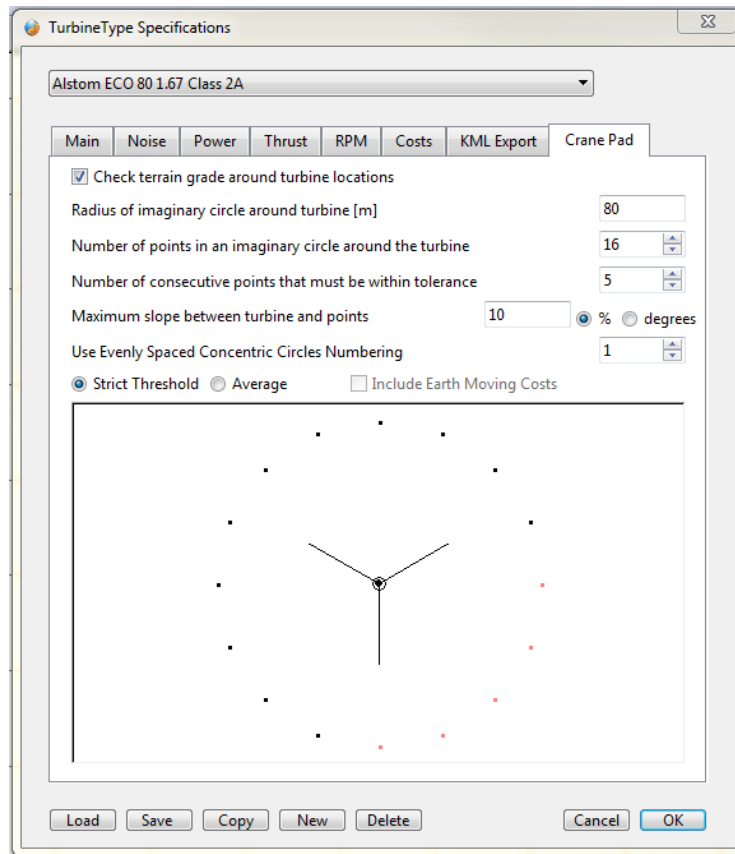 TurbineType Specifications
Alstom ECO 80 1.67 Class 2A
Main Noise Power Thrust RPM Costs KML Export Crane Pad
Check terrain grade around turbine locations
Radius of imaginary circle around turbine [m] 80
Number of points in an imaginary circle around the turbine 16
Number of consecutive points that must be within tolerance 5
Maximum slope between turbine and points 10 % degrees
Use Evenly Spaced Concentric Circles Numbering 1
Strict Threshold Average Include Earth Moving Costs
Load Save Copy New Delete Cancel OK